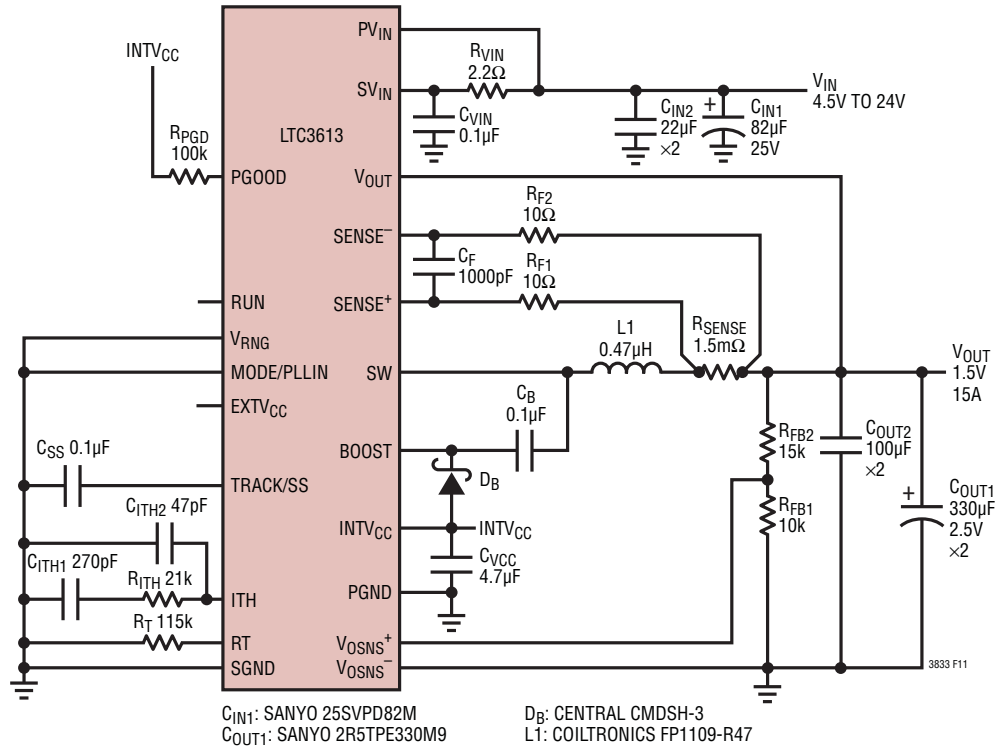 PVIN
INTVCC
RVIN
2.2Ω
SVIN
VIN
4.5V TO 24V
CVIN
0.1µF
CIN2
22µF
×2
+
CIN1
82µF
25V
LTC3613
RPGD
100k
PGOOD
VOUT
RF2
10Ω
SENSE–
CF
1000pF
RF1
10Ω
SENSE+
RUN
VRNG
L1
0.47µH
RSENSE
1.5mΩ
MODE/PLLIN
SW
VOUT
1.5V
15A
EXTVCC
CB
0.1µF
BOOST
DB
RFB2
15k
COUT2
100µF
×2
CSS 0.1µF
TRACK/SS
RFB1
10k
+
COUT1
330µF
2.5V
×2
CITH2 47pF
INTVCC
INTVCC
CVCC
4.7µF
CITH1 270pF
RITH 21k
ITH
PGND
RT 115k
RT
VOSNS+
SGND
VOSNS–
3833 F11
CIN1: SANYO 25SVPD82M
COUT1: SANYO 2R5TPE330M9
DB: CENTRAL CMDSH-3
L1: COILTRONICS FP1109-R47